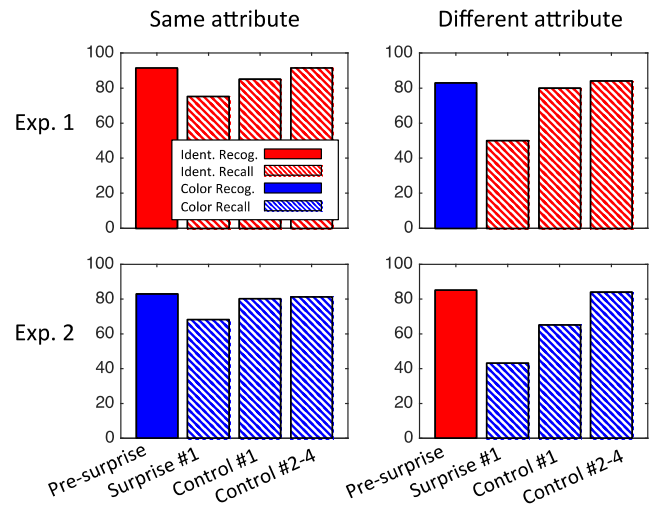 Same attribute
Different attribute
Exp. 1
100
80
60
40
20
0
Ident. Recog.
Ident. Recall
Color Recog.
Color Recall
100
80
60
40
20
0
Exp. 2
100
80
60
40
20
0
Pre-surprise
Surprise #1
Control #1
Control #2-4
100
80
60
40
20
0
Pre-surprise
Surprise #1
Control #1
Control #2-4